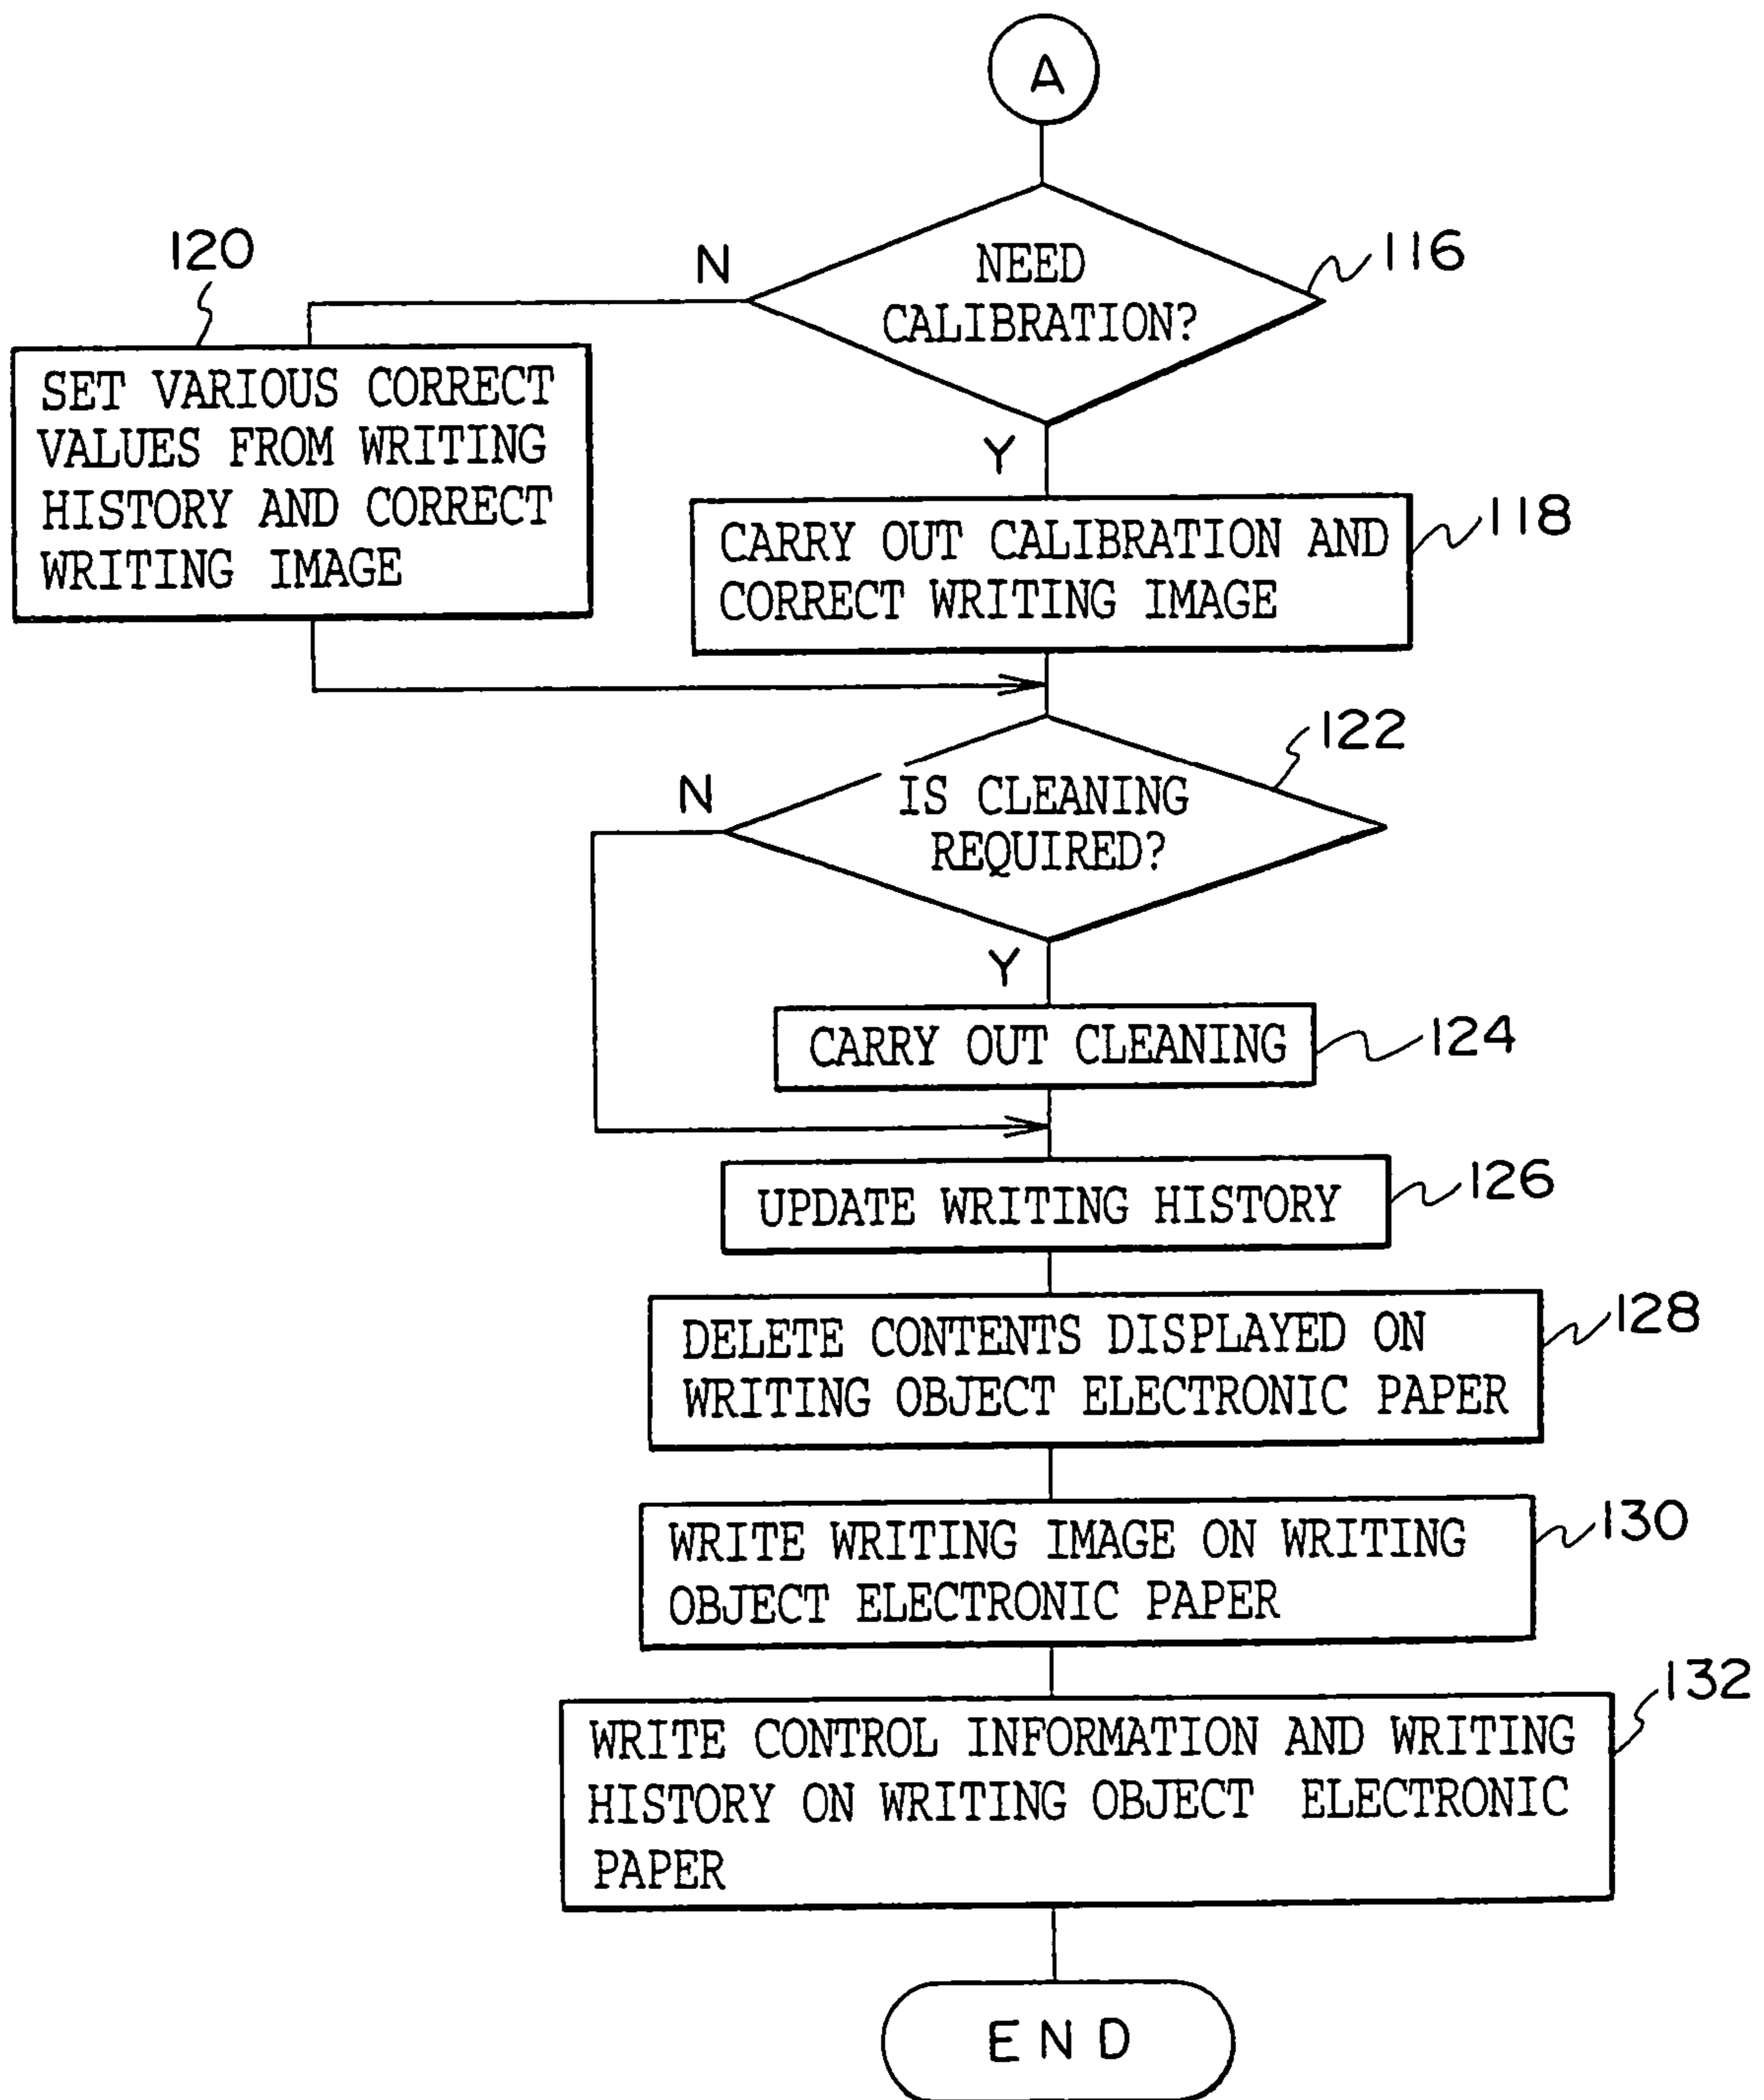 A
NEED
CALIBRATION?
116
N
120
SET VARIOUS CORRECT
VALUES FROM WRITING
HISTORY AND CORRECT
WRITING IMAGE
Y
CARRY OUT CALIBRATION AND
CORRECT WRITING IMAGE
118
122
N
IS CLEANING
REQUIRED?
Y
CARRY OUT CLEANING
124
UPDATE WRITING HISTORY
126
DELETE CONTENTS DISPLAYED ON
WRITING OBJECT ELECTRONIC PAPER
128
WRITE WRITING IMAGE ON WRITING
OBJECT ELECTRONIC PAPER
130
WRITE CONTROL INFORMATION AND WRITING
HISTORY ON WRITING OBJECT ELECTRONIC
PAPER
132
END